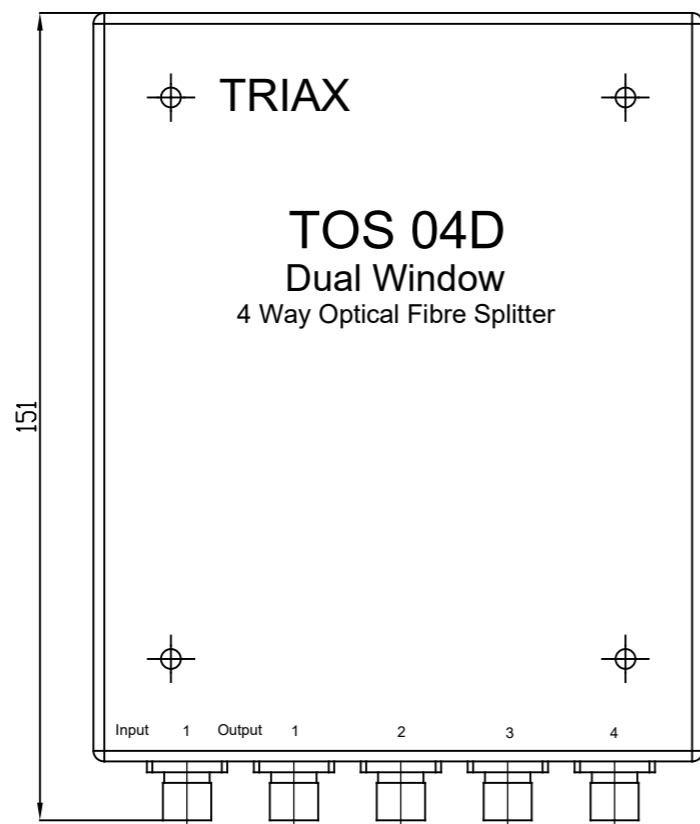 TRIAX
TOS 04D
Dual Window
4 Way Optical Fibre Splitter
151
Input 1 Output 1 2 3 4